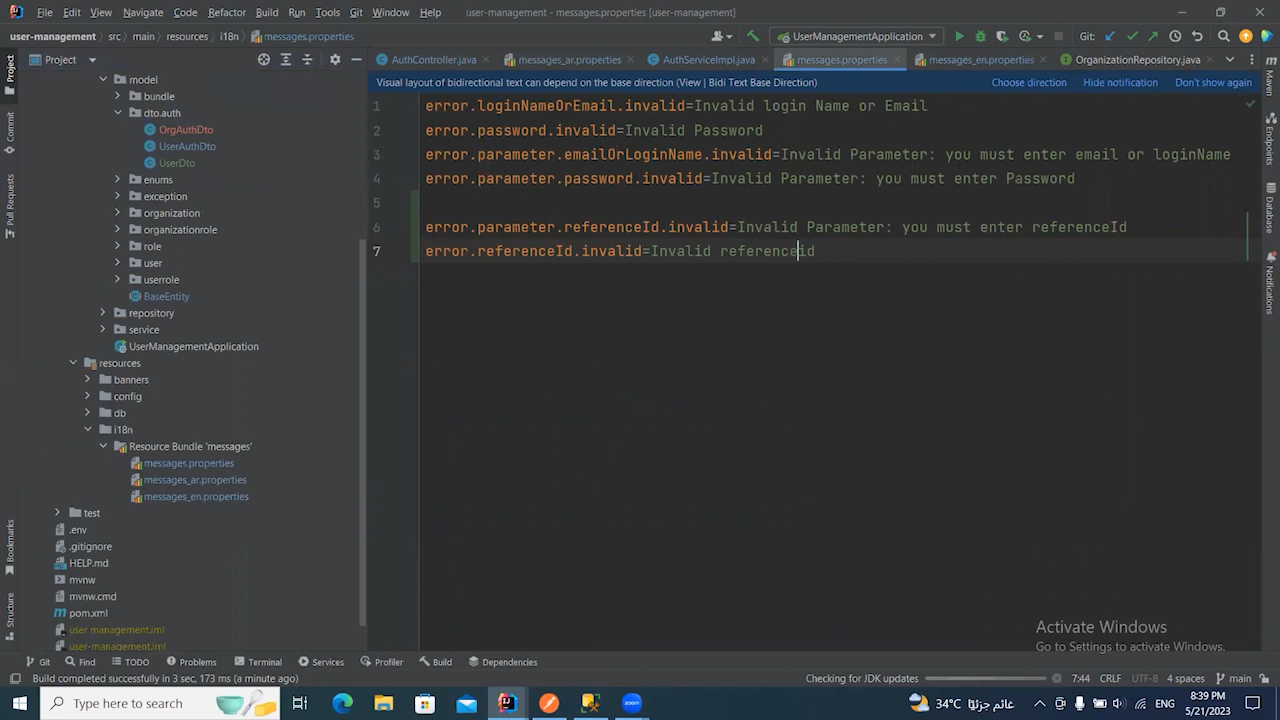 File Edit View Navigate Code Refactor Build Run Tools Git Window Help user-management - messages.properties [user-management]
user-management src main resources i18n messages.properties UserManagementApplication Git:
Project AuthController.java messages_ar.properties AuthServiceImpl.java messages.properties messages_en.properties OrganizationRepository.java
Visual layout of bidirectional text can depend on the base direction (View | Bidi Text Base Direction) Choose direction Hide notification Don't show again
1 error.loginNameOrEmail.invalid=Invalid login Name or Email
2 error.password.invalid=Invalid Password
3 error.parameter.emailOrLoginName.invalid=Invalid Parameter: you must enter email or loginName
4 error.parameter.password.invalid=Invalid Parameter: you must enter Password
5
6 error.parameter.referenceId.invalid=Invalid Parameter: you must enter referenceId
7 error.referenceId.invalid=Invalid referenceid
model
bundle
dto.auth
OrgAuthDto
UserAuthDto
UserDto
enums
exception
organization
organizationrole
role
user
userrole
BaseEntity
repository
service
UserManagementApplication
resources
banners
config
db
i18n
Resource Bundle 'messages'
messages.properties
messages_ar.properties
messages_en.properties
test
.env
.gitignore
HELP.md
mvnw
mvnw.cmd
pom.xml
user management.iml
user-management.iml
Project
Commit
Pull Requests
Bookmarks
Structure
Maven
Endpoints
Database
Notifications
Activate Windows
Go to Settings to activate Windows.
Git Find TODO Problems Terminal Services Profiler Build Dependencies
Build completed successfully in 3 sec, 173 ms (a minute ago) Checking for JDK updates 7:44 CRLF UTF-8 4 spaces main
Type here to search 34°C غائم جزئيًا ENG 8:39 PM
5/21/2023